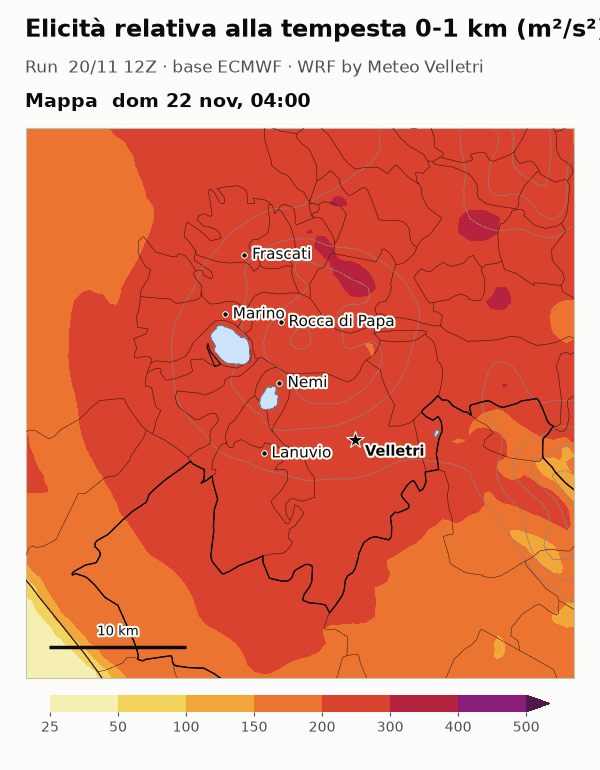 Elicità relativa alla tempesta 0-1 km (m²/s²)
Run 20/11 12Z · base ECMWF · WRF by Meteo Velletri
Mappa dom 22 nov, 04:00
Frascati
Marino
Rocca di Papa
Nemi
Velletri
Lanuvio
10 km
25 50 100 150 200 300 400 500